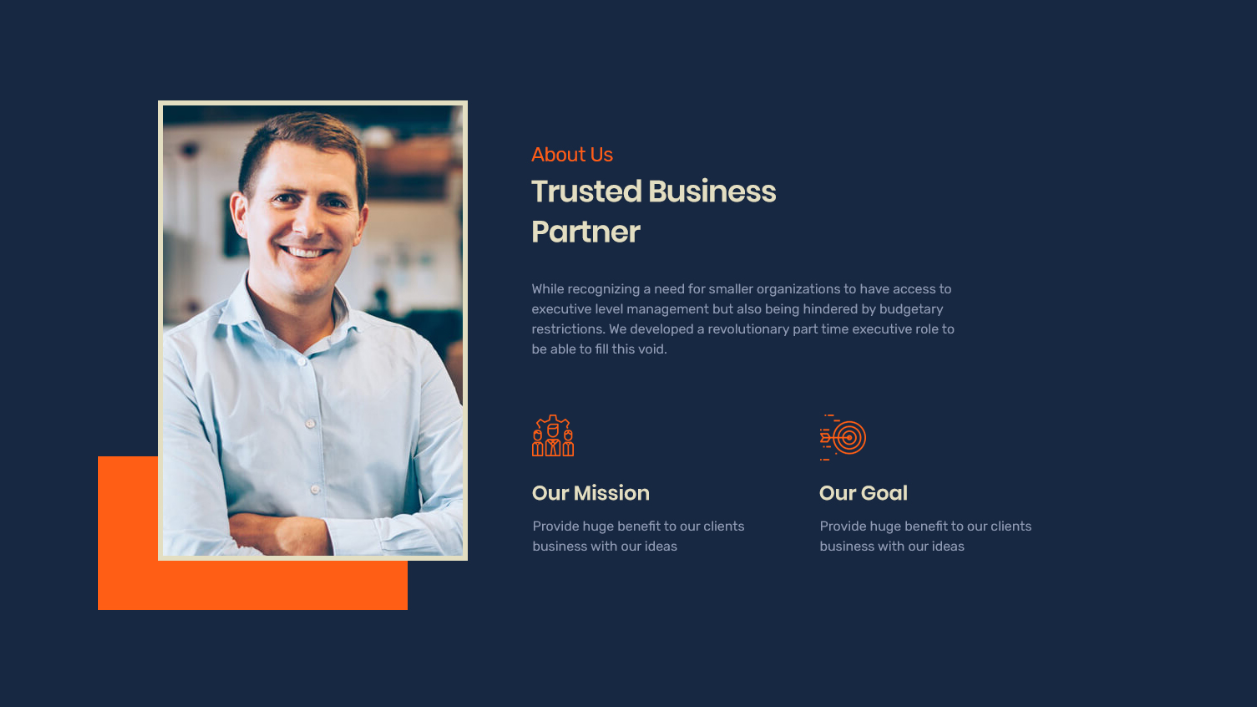 About Us
Trusted Business
Partner
While recognizing a need for smaller organizations to have access to
executive level management but also being hindered by budgetary
restrictions. We developed a revolutionary part time executive role to
be able to fill this void.
Our Mission
Provide huge benefit to our clients
business with our ideas
Our Goal
Provide huge benefit to our clients
business with our ideas